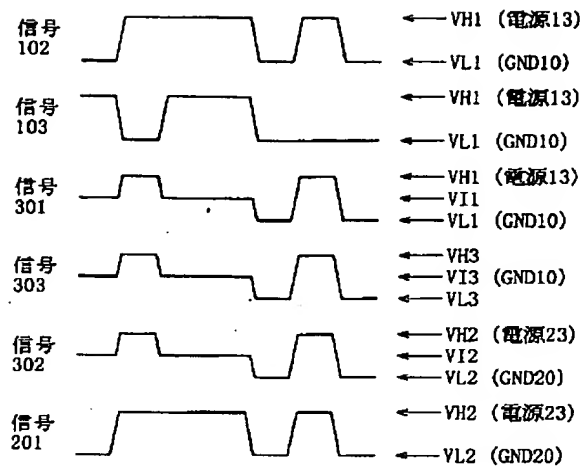 信号 102
VH1 (電源13)
VL1 (GND10)
信号 103
VH1 (電源13)
VL1 (GND10)
信号 301
VH1 (電源13)
VI1
VL1 (GND10)
信号 303
VH3
VI3 (GND10)
VL3
信号 302
VH2 (電源23)
VI2
VL2 (GND20)
信号 201
VH2 (電源23)
VL2 (GND20)